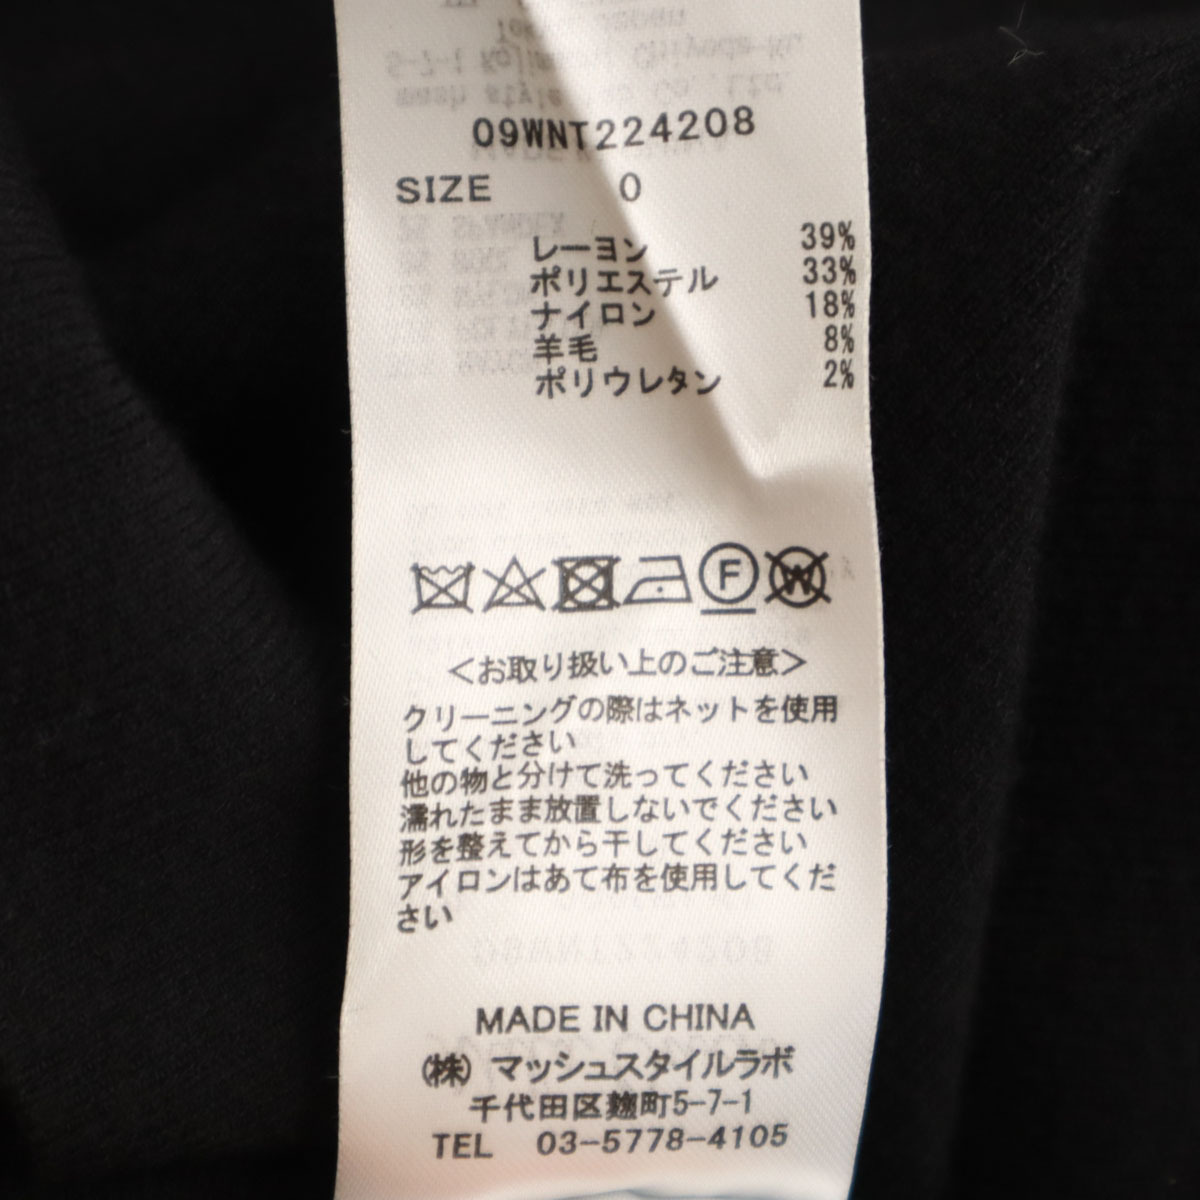 09WNT224208
SIZE 0
レーヨン 39%
ポリエステル 33%
ナイロン 18%
羊毛 8%
ポリウレタン 2%
F W
<お取り扱い上のご注意>
クリーニングの際はネットを使用
してください
他の物と分けて洗ってください
濡れたまま放置しないでください
形を整えてから干してください
アイロンはあて布を使用してくだ
さい
MADE IN CHINA
(株) マッシュスタイルラボ
千代田区麹町5-7-1
TEL 03-5778-4105